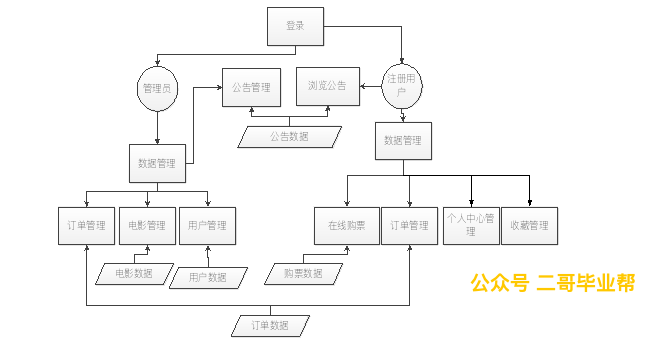 登录
管理员
公告管理
浏览公告
注册用
户
公告数据
数据管理
数据管理
订单管理
电影管理
用户管理
在线购票
订单管理
个人中心管
理
收藏管理
电影数据
用户数据
购票数据
公众号 二哥毕业帮
订单数据